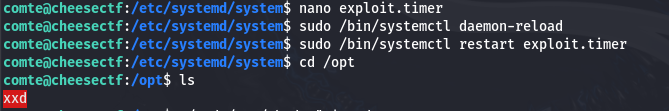 comte@cheesectf:/etc/systemd/system$ nano exploit.timer
comte@cheesectf:/etc/systemd/system$ sudo /bin/systemctl daemon-reload
comte@cheesectf:/etc/systemd/system$ sudo /bin/systemctl restart exploit.timer
comte@cheesectf:/etc/systemd/system$ cd /opt
comte@cheesectf:/opt$ ls
xxd